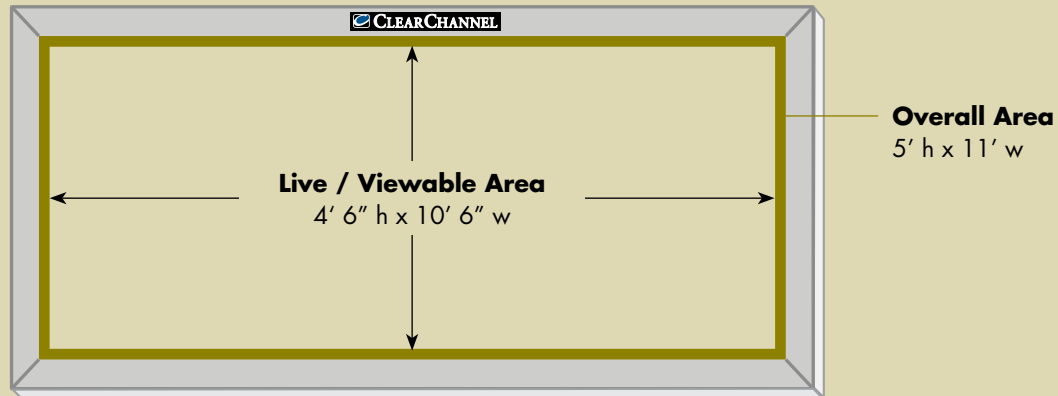 CLEARCHANNEL
Overall Area
5’ h x 11’ w
Live / Viewable Area
4’ 6” h x 10’ 6” w